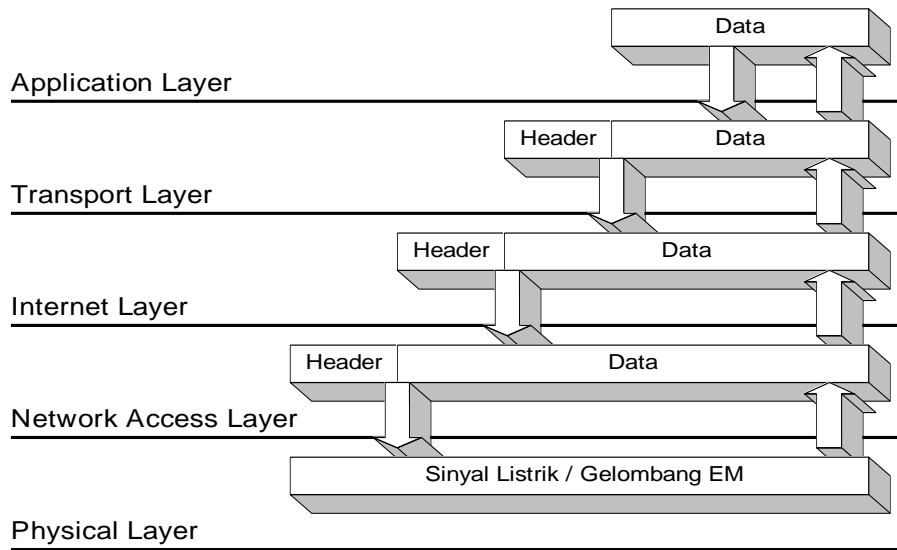 Data
Application Layer
Header Data
Transport Layer
Header Data
Internet Layer
Header Data
Network Access Layer
Sinyal Listrik / Gelombang EM
Physical Layer